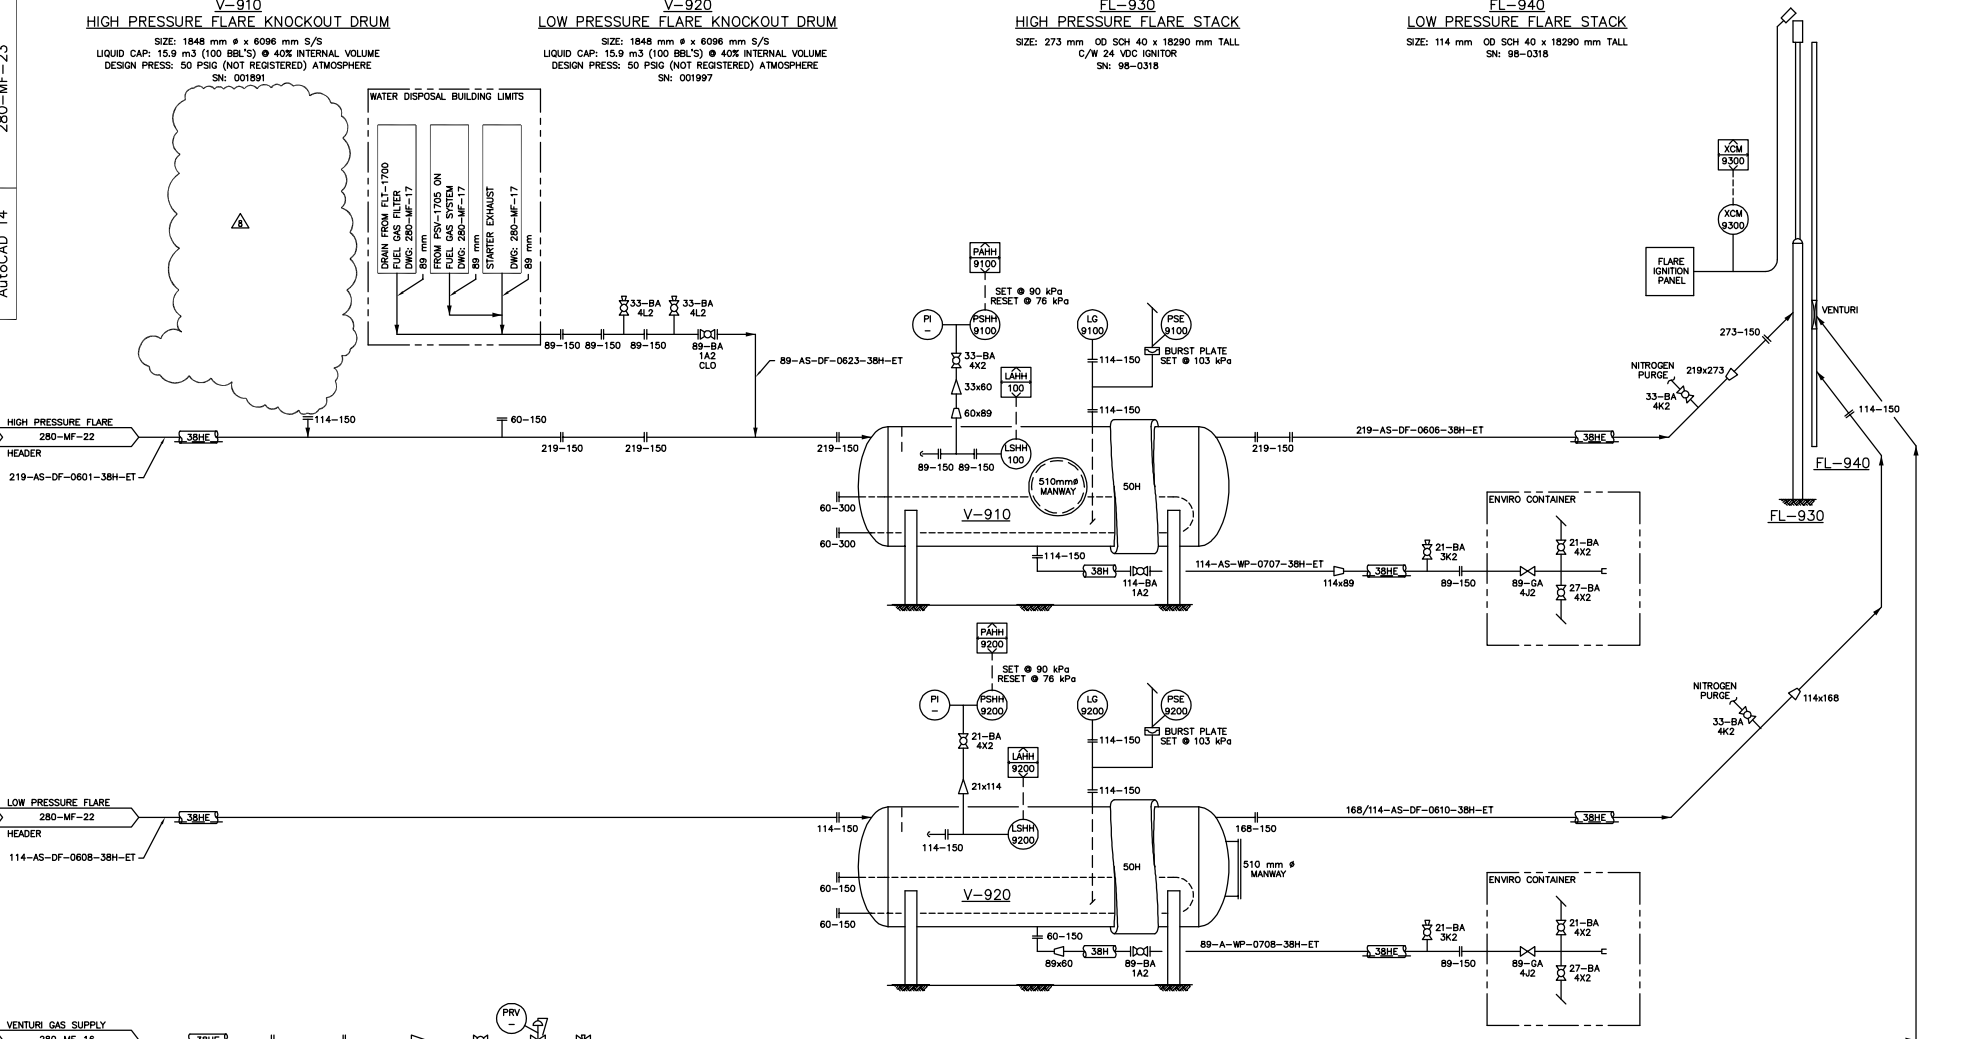 280-MF-23
AutoCAD 14
V-910
HIGH PRESSURE FLARE KNOCKOUT DRUM
SIZE: 1848 mm ø x 6096 mm S/S
LIQUID CAP: 15.9 m3 (100 BBL'S) @ 40% INTERNAL VOLUME
DESIGN PRESS: 50 PSIG (NOT REGISTERED) ATMOSPHERE
SN: 001891
V-920
LOW PRESSURE FLARE KNOCKOUT DRUM
SIZE: 1848 mm ø x 6096 mm S/S
LIQUID CAP: 15.9 m3 (100 BBL'S) @ 40% INTERNAL VOLUME
DESIGN PRESS: 50 PSIG (NOT REGISTERED) ATMOSPHERE
SN: 001997
FL-930
HIGH PRESSURE FLARE STACK
SIZE: 273 mm OD SCH 40 x 18290 mm TALL
C/W 24 VDC IGNITOR
SN: 98-0318
FL-940
LOW PRESSURE FLARE STACK
SIZE: 114 mm OD SCH 40 x 18290 mm TALL
SN: 98-0318
8
WATER DISPOSAL BUILDING LIMITS
DRAIN FROM FLT-1700
FUEL GAS FILTER
DWG: 280-MF-17
89 mm
FROM PSV-1705 ON
FUEL GAS SYSTEM
DWG: 280-MF-17
89 mm
STARTER EXHAUST
DWG: 280-MF-17
89 mm
33-BA
4L2
33-BA
4L2
89-150
89-150
89-150
89-BA
1A2
CLO
89-AS-DF-0623-38H-ET
HIGH PRESSURE FLARE
280-MF-22
HEADER
38HE
219-AS-DF-0601-38H-ET
114-150
60-150
219-150
219-150
219-150
PAHH
9100
SET @ 90 kPa
RESET @ 76 kPa
PI
-
PSHH
9100
33-BA
4X2
33x60
60x89
LAHH
100
LSHH
100
89-150
89-150
LG
9100
114-150
114-150
PSE
9100
BURST PLATE
SET @ 103 kPa
510mmø
MANWAY
50H
V-910
60-300
60-300
114-150
38H
114-BA
1A2
114-AS-WP-0707-38H-ET
114x89
38HE
21-BA
3K2
89-150
ENVIRO CONTAINER
21-BA
4X2
89-GA
4J2
27-BA
4X2
219-150
219-AS-DF-0606-38H-ET
38HE
NITROGEN
PURGE
33-BA
4K2
219x273
273-150
XCM
9300
XCM
9300
FLARE
IGNITION
PANEL
VENTURI
114-150
FL-940
FL-930
LOW PRESSURE FLARE
280-MF-22
HEADER
38HE
114-AS-DF-0608-38H-ET
114-150
PAHH
9200
SET @ 90 kPa
RESET @ 76 kPa
PI
-
PSHH
9200
21-BA
4X2
21x114
LAHH
9200
LSHH
9200
114-150
LG
9200
114-150
114-150
PSE
9200
BURST PLATE
SET @ 103 kPa
50H
V-920
60-150
60-150
168-150
510 mm ø
MANWAY
168/114-AS-DF-0610-38H-ET
38HE
NITROGEN
PURGE
33-BA
4K2
114x168
60-150
89x60
38H
89-BA
1A2
89-A-WP-0708-38H-ET
38HE
21-BA
3K2
89-150
ENVIRO CONTAINER
21-BA
4X2
89-GA
4J2
27-BA
4X2
VENTURI GAS SUPPLY
280-MF-16
38HE
PRV
-